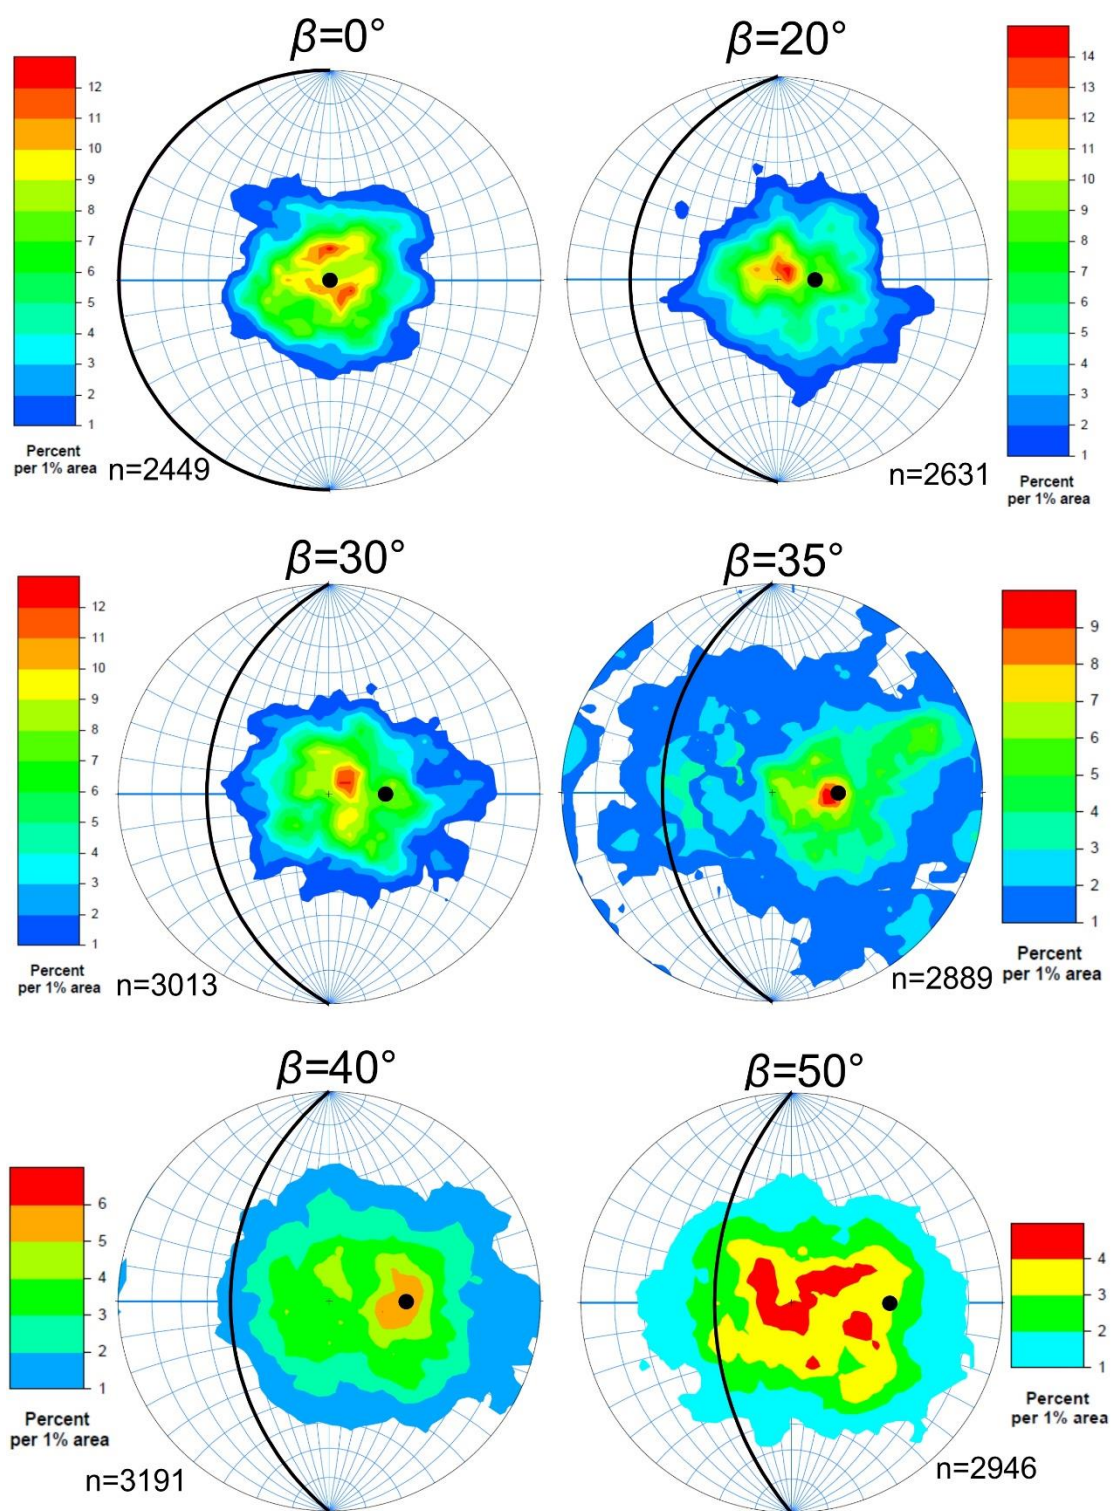 β=0°
12
11
10
9
8
7
6
5
4
3
2
1
Percent
per 1% area
n=2449
β=20°
14
13
12
11
10
9
8
7
6
5
4
3
2
1
Percent
per 1% area
n=2631
β=30°
12
11
10
9
8
7
6
5
4
3
2
1
Percent
per 1% area
n=3013
β=35°
9
8
7
6
5
4
3
2
1
Percent
per 1% area
n=2889
β=40°
6
5
4
3
2
1
Percent
per 1% area
n=3191
β=50°
4
3
2
1
Percent
per 1% area
n=2946